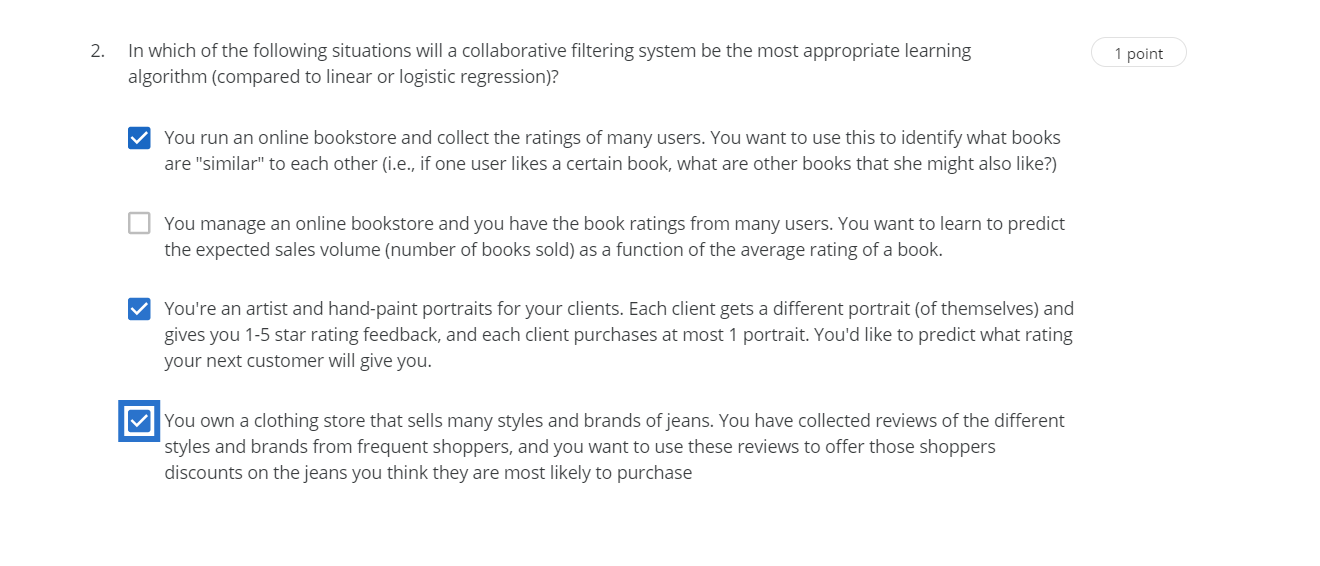 2. In which of the following situations will a collaborative filtering system be the most appropriate learning
algorithm (compared to linear or logistic regression)?
1 point
You run an online bookstore and collect the ratings of many users. You want to use this to identify what books
are "similar" to each other (i.e., if one user likes a certain book, what are other books that she might also like?)
You manage an online bookstore and you have the book ratings from many users. You want to learn to predict
the expected sales volume (number of books sold) as a function of the average rating of a book.
You're an artist and hand-paint portraits for your clients. Each client gets a different portrait (of themselves) and
gives you 1-5 star rating feedback, and each client purchases at most 1 portrait. You'd like to predict what rating
your next customer will give you.
You own a clothing store that sells many styles and brands of jeans. You have collected reviews of the different
styles and brands from frequent shoppers, and you want to use these reviews to offer those shoppers
discounts on the jeans you think they are most likely to purchase